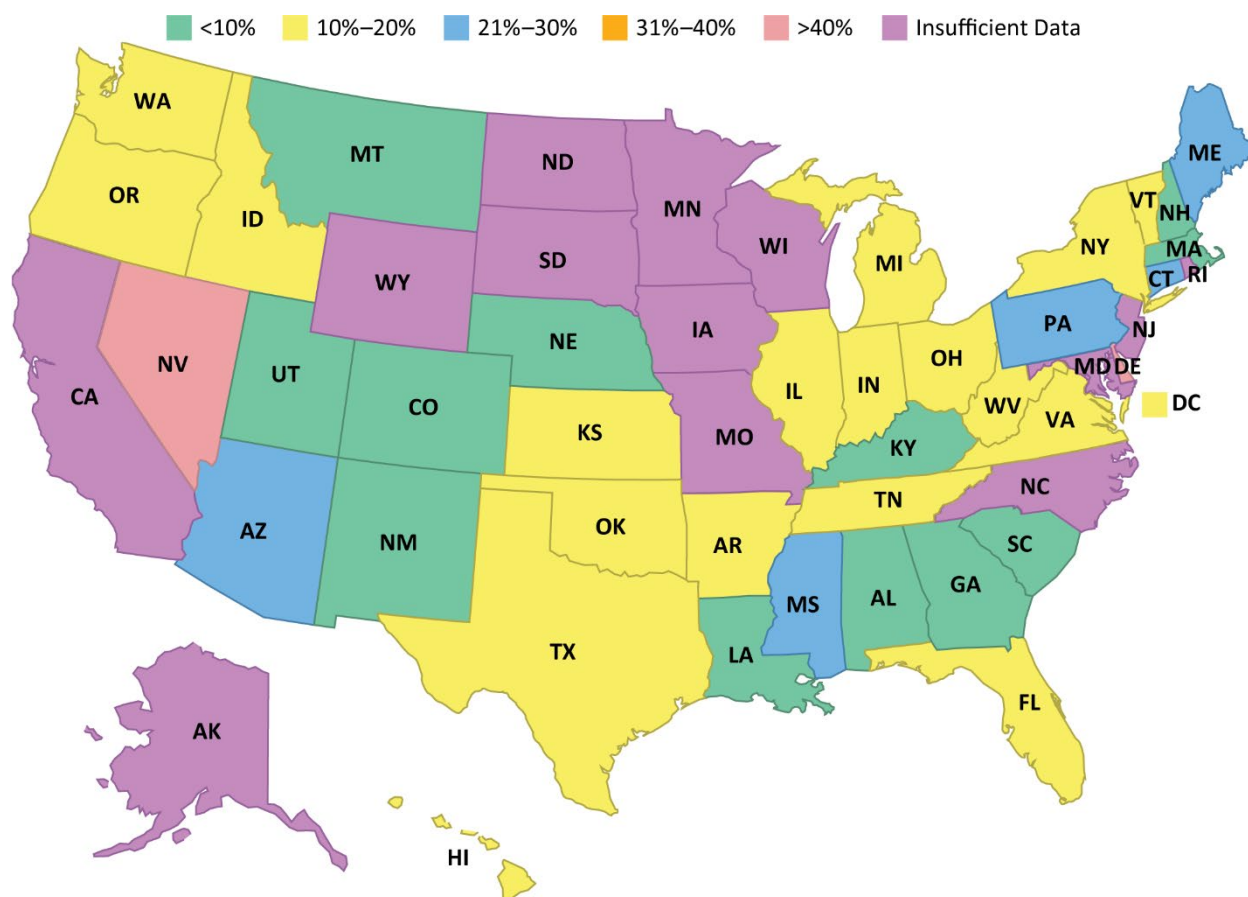 <10% 10%–20% 21%–30% 31%–40% >40% Insufficient Data
WA
MT
ND
MN
ME
OR
ID
SD
WI
MI
VT
NH
NY
MA
CT
RI
WY
IA
NE
PA
NJ
NV
UT
CO
CA
IL
IN
OH
MD
DE
WV
DC
VA
KS
MO
KY
NC
TN
AZ
NM
OK
AR
SC
MS
AL
GA
LA
TX
FL
AK
HI